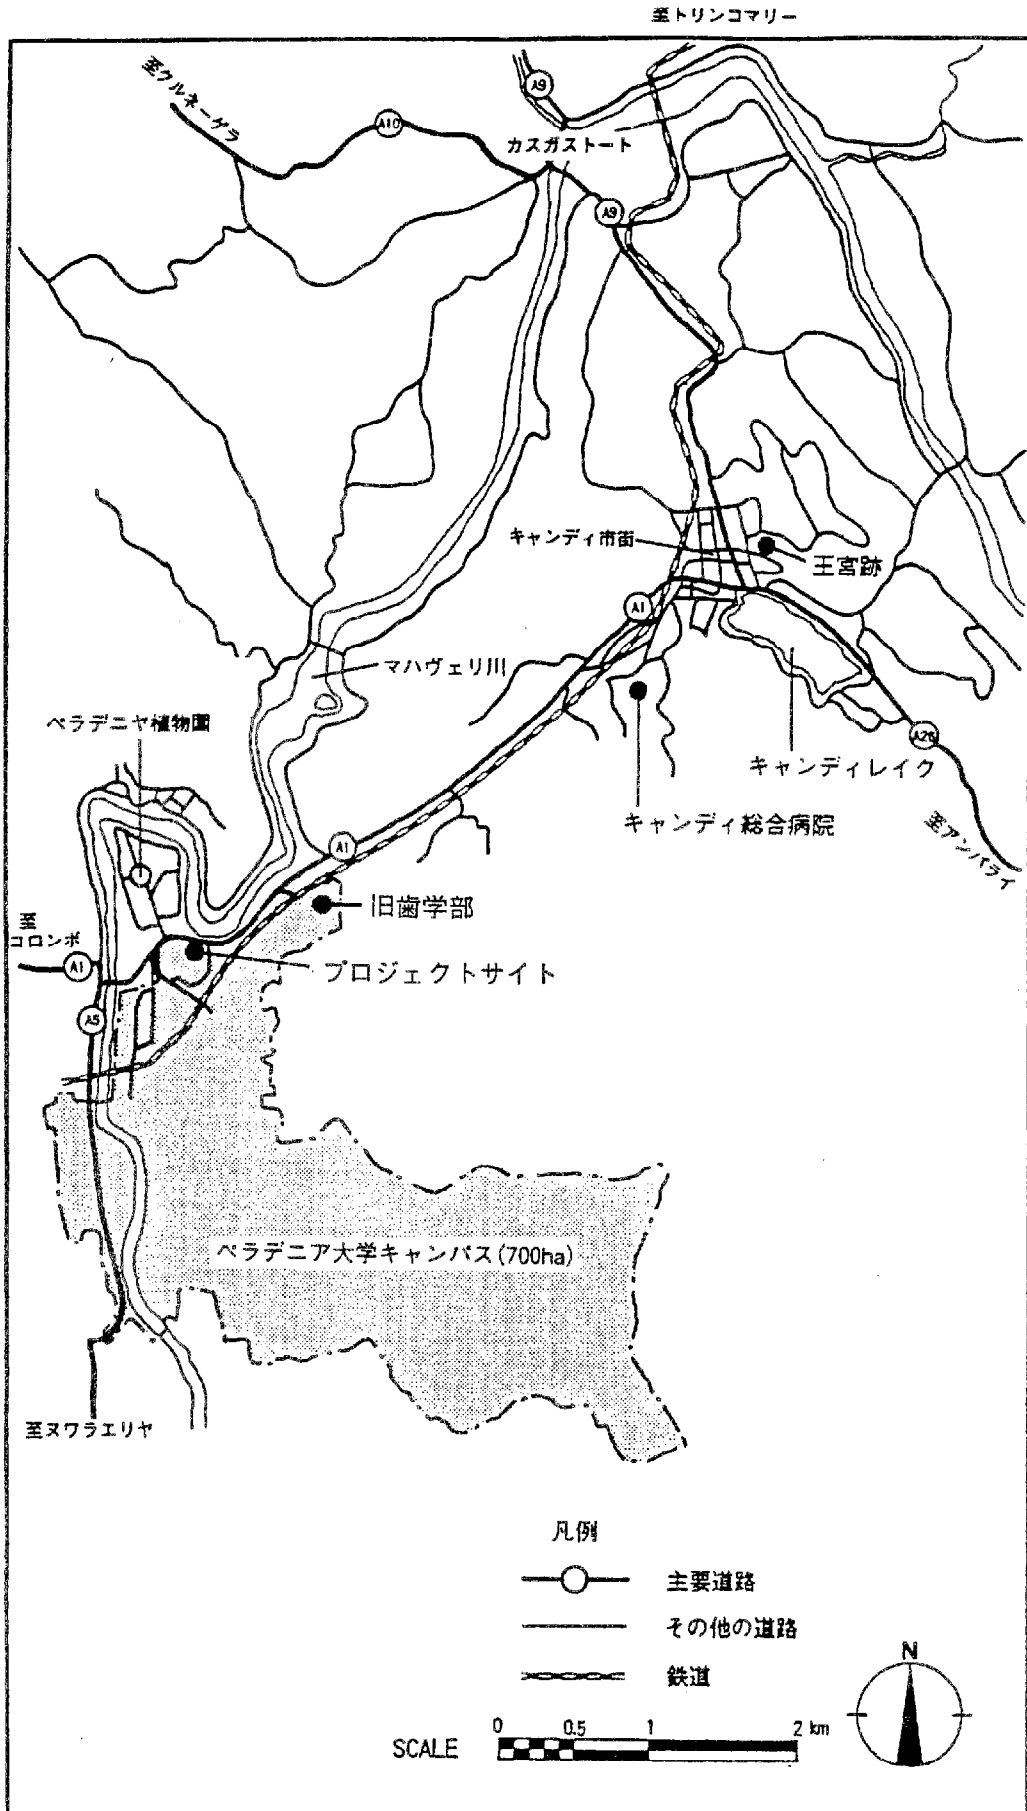 至トリンコマリー
至クルネーゲラ
A9
A10
カスガストート
A9
キャンディ市街
王宮跡
A1
マハヴェリ川
ペラデニヤ植物園
A26
キャンディレイク
キャンディ総合病院
至アンパライ
A1
旧歯学部
至
コロンボ
A1
プロジェクトサイト
A5
ペラデニア大学キャンパス(700ha)
至ヌワラエリヤ
凡例
主要道路
その他の道路
鉄道
N
SCALE
0 0.5 1 2 km